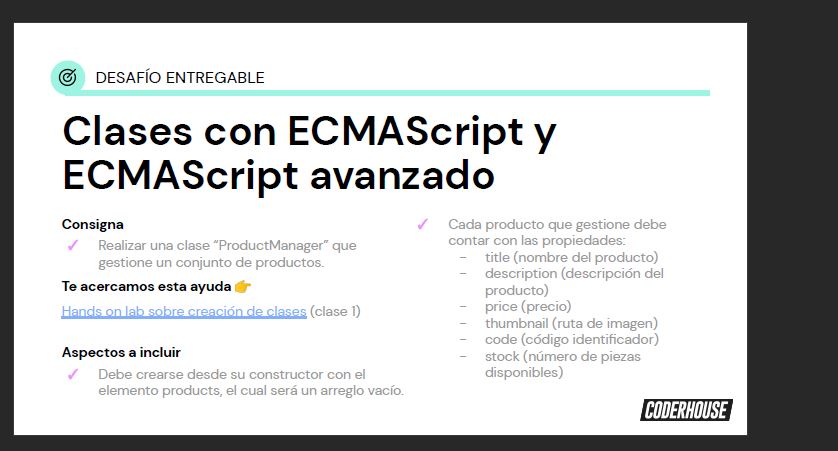 DESAFÍO ENTREGABLE
Clases con ECMAScript y
ECMAScript avanzado
Consigna
✓ Realizar una clase “ProductManager” que
gestione un conjunto de productos.
Te acercamos esta ayuda 👉
Hands on lab sobre creación de clases (clase 1)
Aspectos a incluir
✓ Debe crearse desde su constructor con el
elemento products, el cual será un arreglo vacío.
✓ Cada producto que gestione debe
contar con las propiedades:
- title (nombre del producto)
- description (descripción del
producto)
- price (precio)
- thumbnail (ruta de imagen)
- code (código identificador)
- stock (número de piezas
disponibles)
CODERHOUSE